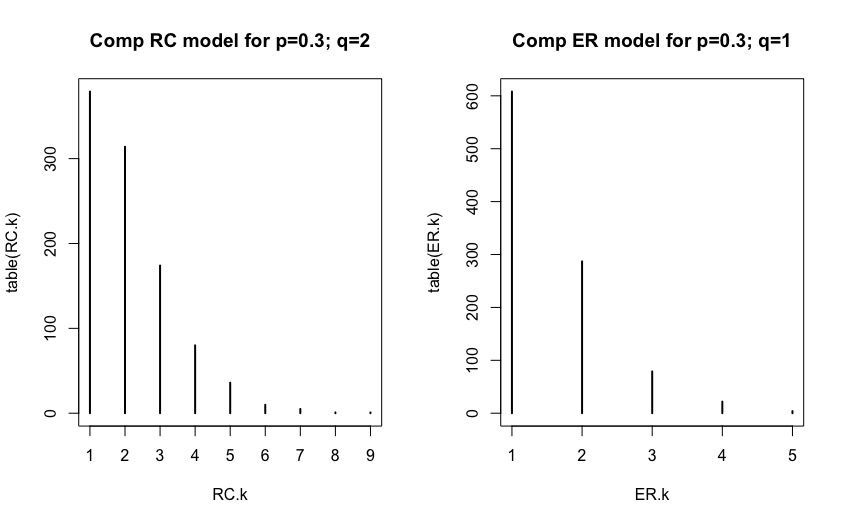 Comp RC model for p=0.3; q=2
table(RC.k)
300
200
100
0
1 2 3 4 5 6 7 8 9
RC.k
Comp ER model for p=0.3; q=1
table(ER.k)
600
500
400
300
200
100
0
1 2 3 4 5
ER.k